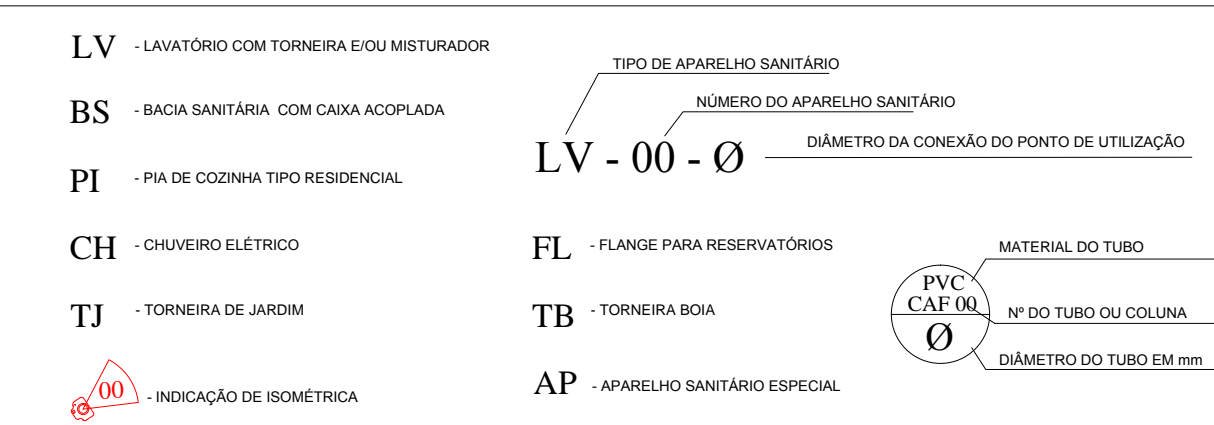 LV - LAVATÓRIO COM TORNEIRA E/OU MISTURADOR
BS - BACIA SANITÁRIA COM CAIXA ACOPLADA
PI - PIA DE COZINHA TIPO RESIDENCIAL
CH - CHUVEIRO ELÉTRICO
TJ - TORNEIRA DE JARDIM
00 - INDICAÇÃO DE ISOMÉTRICA
TIPO DE APARELHO SANITÁRIO
NÚMERO DO APARELHO SANITÁRIO
LV - 00 - Ø
DIÂMETRO DA CONEXÃO DO PONTO DE UTILIZAÇÃO
FL - FLANGE PARA RESERVATÓRIOS
TB - TORNEIRA BOIA
AP - APARELHO SANITÁRIO ESPECIAL
PVC
CAF 00
Ø
MATERIAL DO TUBO
Nº DO TUBO OU COLUNA
DIÂMETRO DO TUBO EM mm